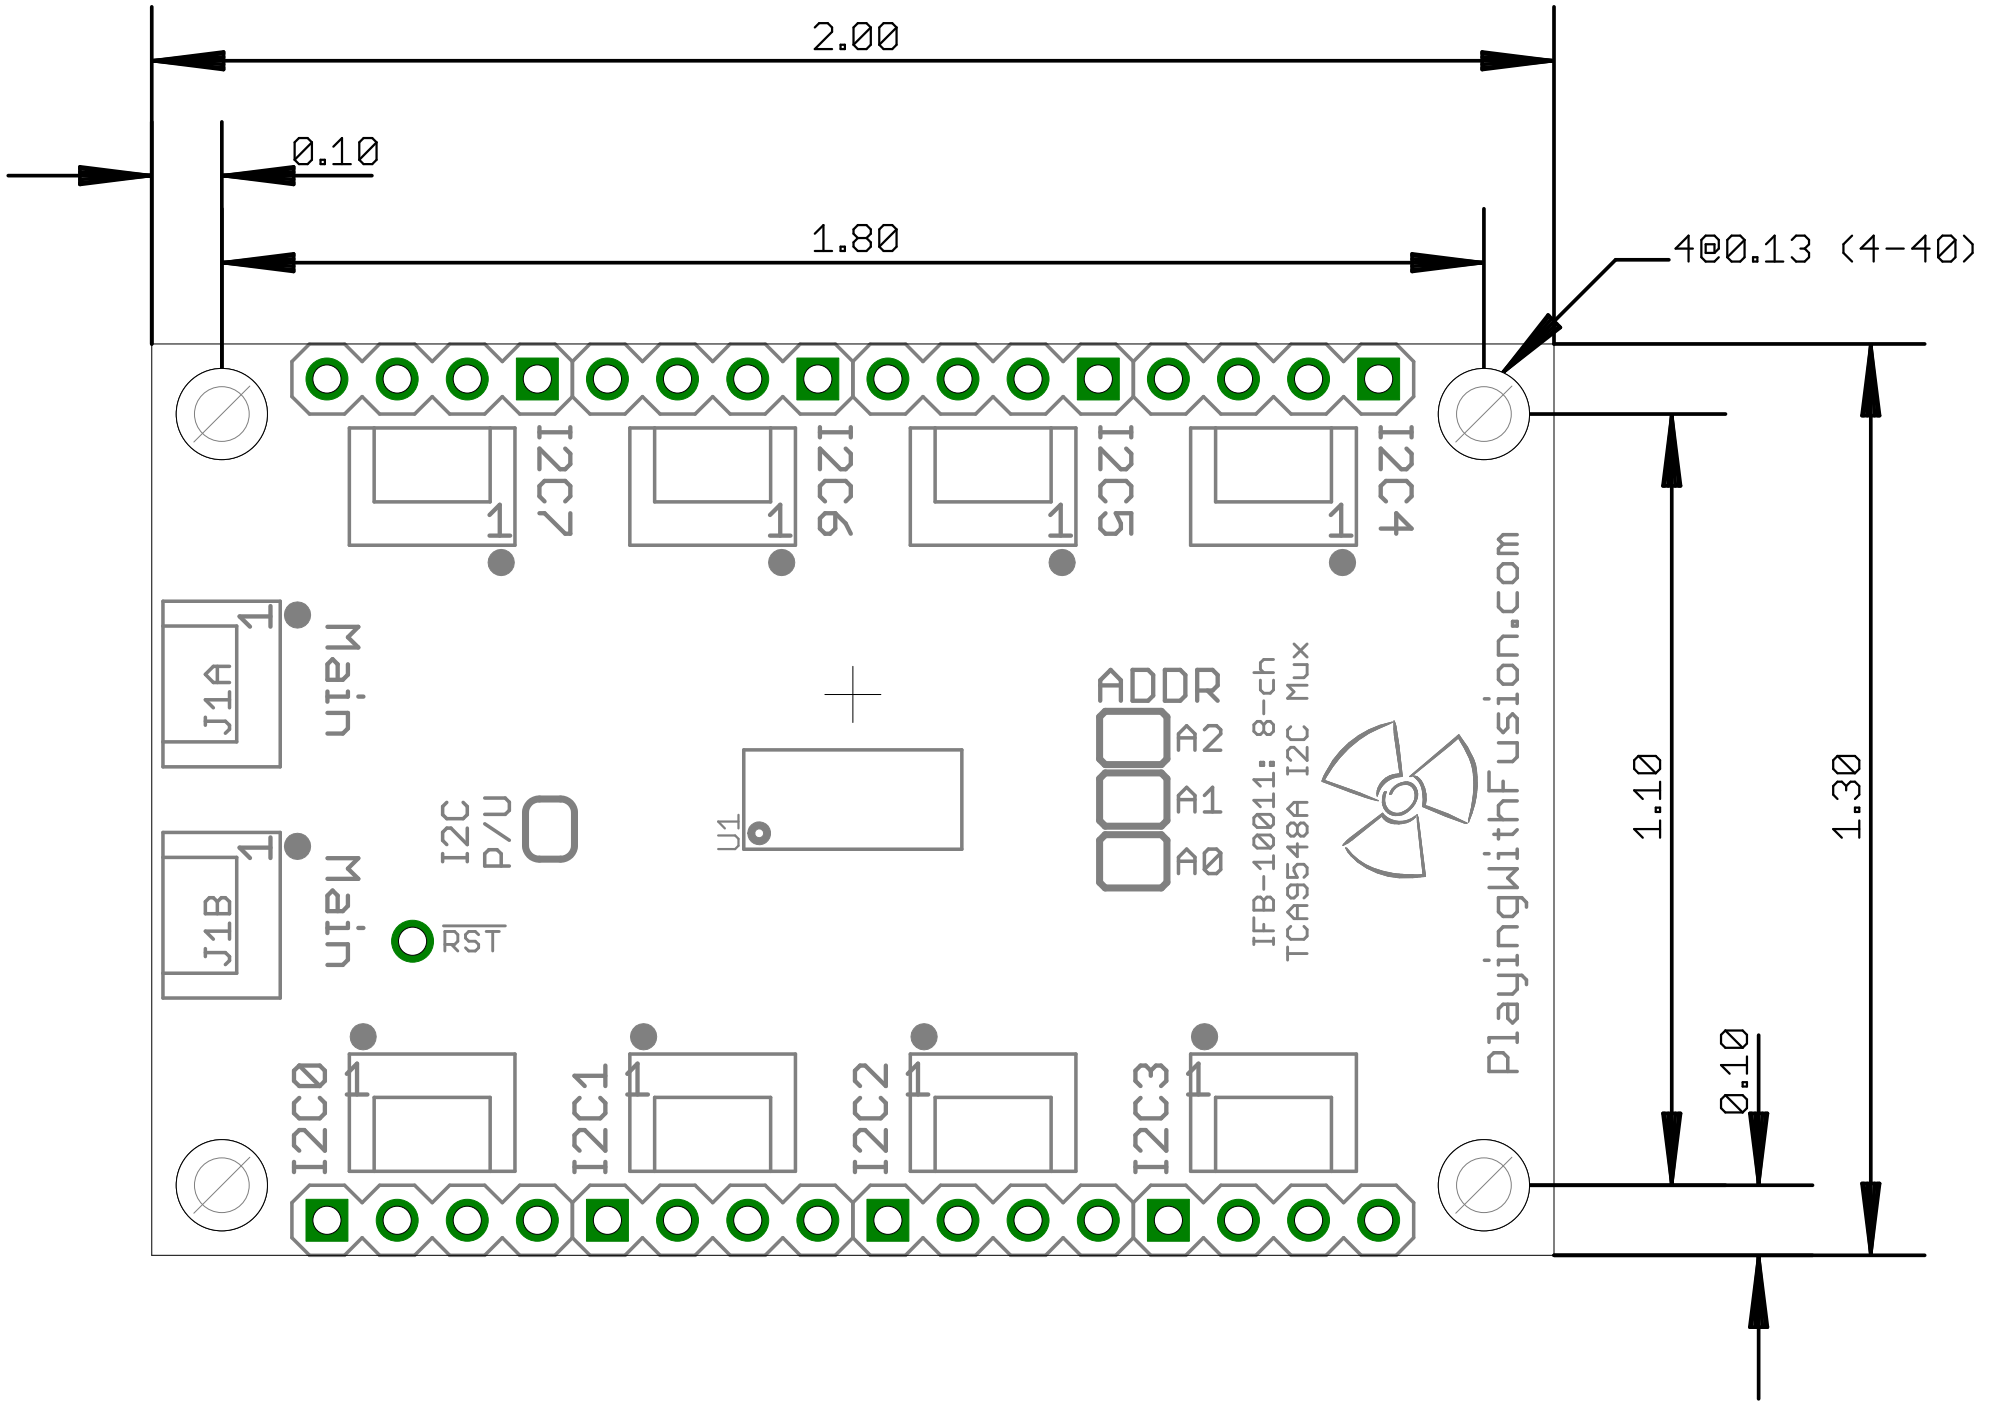 2.00
0.10
1.80
4@0.13 (4-40)
I2C7
I2C6
I2C5
I2C4
1
1
1
1
1
J1A
Main
1
J1B
Main
I2C
P/U
RST
U1
ADDR
A2
A1
A0
IFB-10011: 8-ch
TCA9548A I2C Mux
PlayingWithFusion.com
1.10
1.30
0.10
I2C0
1
I2C1
1
I2C2
1
I2C3
1